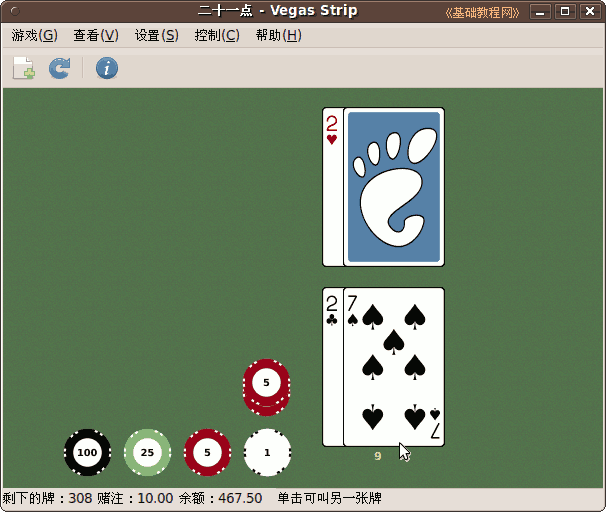 二十一点 - Vegas Strip
《基础教程网》
游戏(G) 查看(V) 设置(S) 控制(C) 帮助(H)
2
2 7
7
9
5
100 25 5 1
剩下的牌：308 赌注：10.00 余额：467.50 单击可叫另一张牌